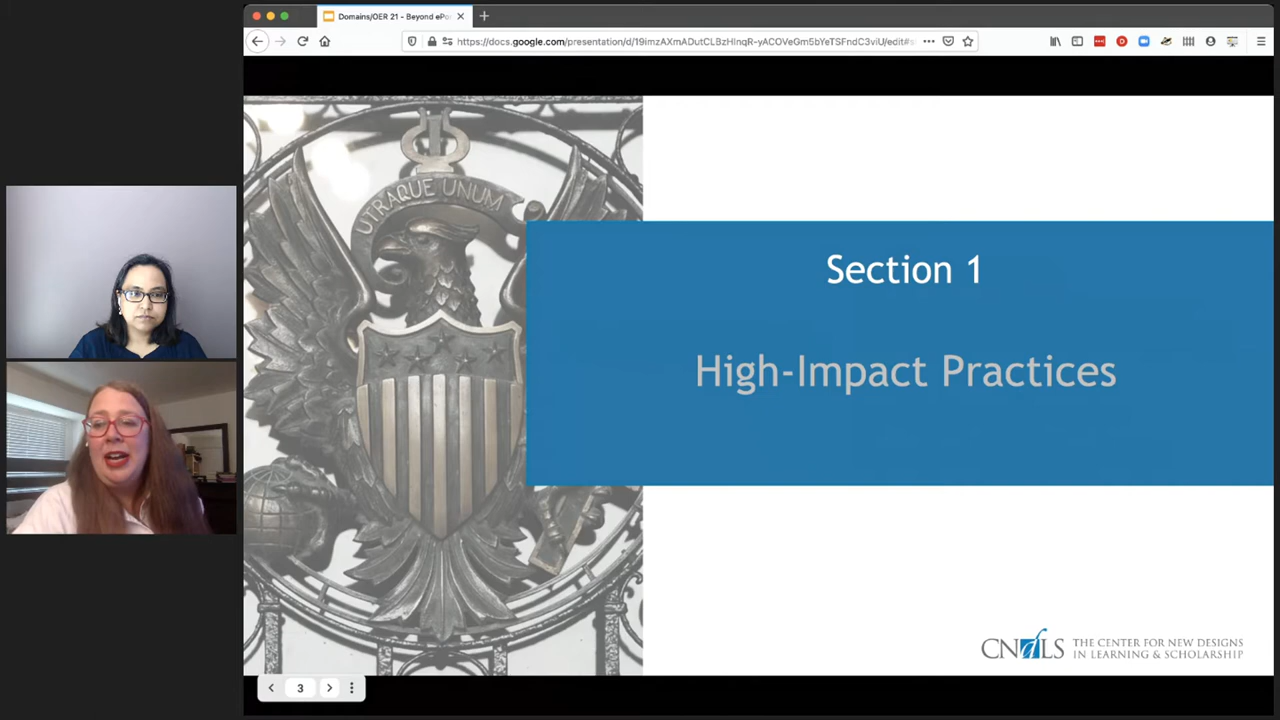 Domains/OER 21 - Beyond ePo
https://docs.google.com/presentation/d/19imzAXmADutCLBzHlnqR-yACOVeGm5bYeTSFndC3viU/edit#s
UTRAQUE UNUM
Section 1
High-Impact Practices
CNdLS THE CENTER FOR NEW DESIGNS
IN LEARNING & SCHOLARSHIP
3